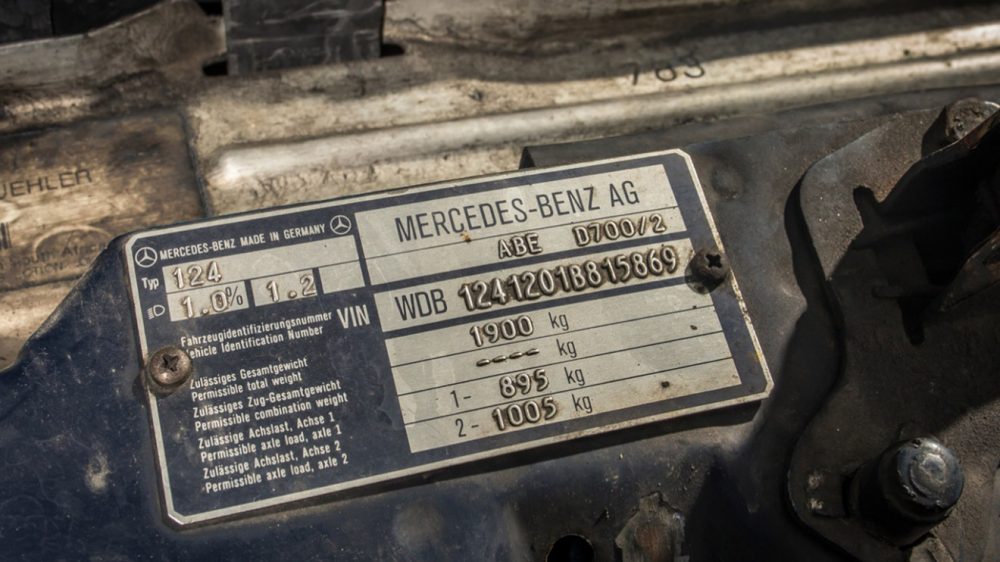 783
UEHLER
MERCEDES-BENZ MADE IN GERMANY
MERCEDES-BENZ AG
Typ 124
ABE D700/2
1.0% 1.2
Fahrzeugidentifizierungsnummer
Vehicle Identification Number
VIN WDB 1241201B815869
Zulässiges Gesamtgewicht
Permissible total weight
1900 kg
Zulässiges Zug-Gesamtgewicht
Permissible combination weight
---- kg
Zulässige Achslast, Achse 1
Permissible axle load, axle 1
1- 895 kg
Zulässige Achslast, Achse 2
Permissible axle load, axle 2
2- 1005 kg